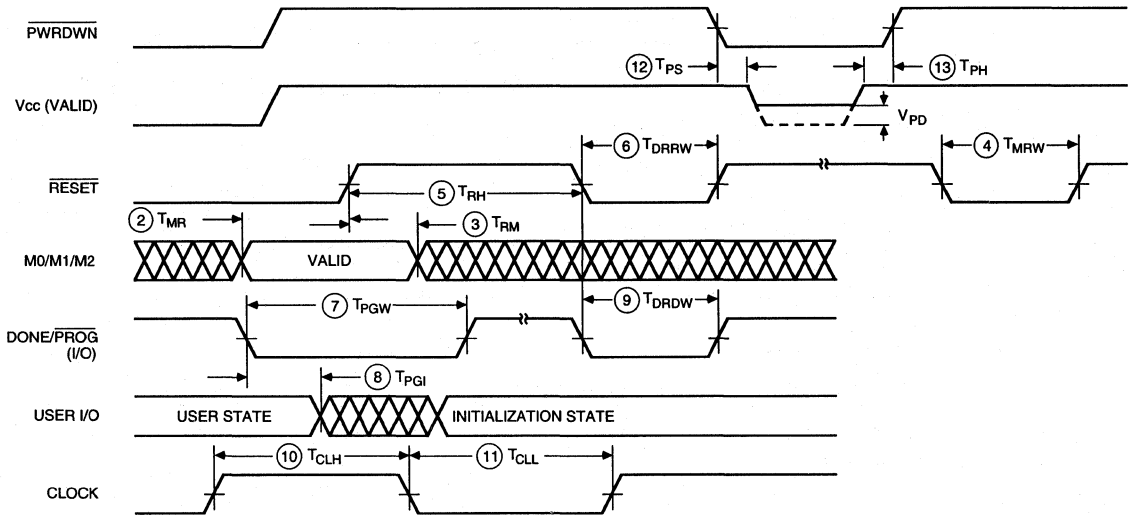 PWRDWN
12 TPS
13 TPH
Vcc (VALID)
VPD
6 TDRRW
4 TMRW
RESET
5 TRH
2 TMR
3 TRM
M0/M1/M2
VALID
7 TPGW
9 TDRDW
DONE/PROG
(I/O)
8 TPGI
USER I/O
USER STATE
INITIALIZATION STATE
10 TCLH
11 TCLL
CLOCK